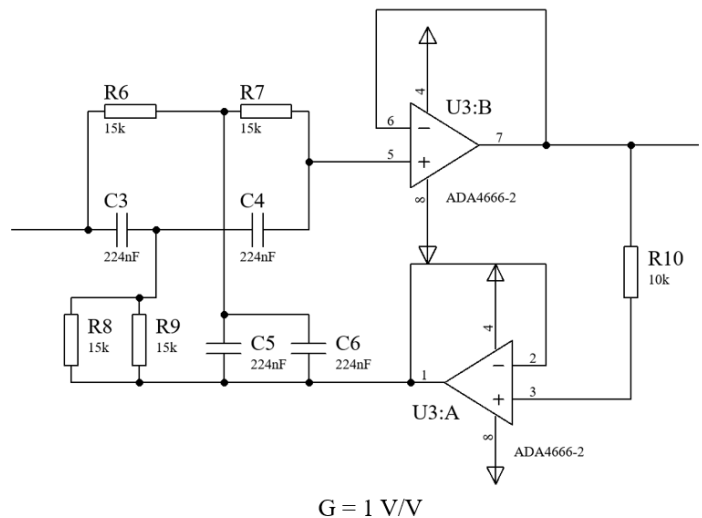 R6
15k
R7
15k
4
U3:B
6
−
7
5
+
ADA4666-2
8
C3
224nF
C4
224nF
R10
10k
R8
15k
R9
15k
C5
224nF
C6
224nF
4
−
2
1
+
3
U3:A
8
ADA4666-2
G = 1 V/V